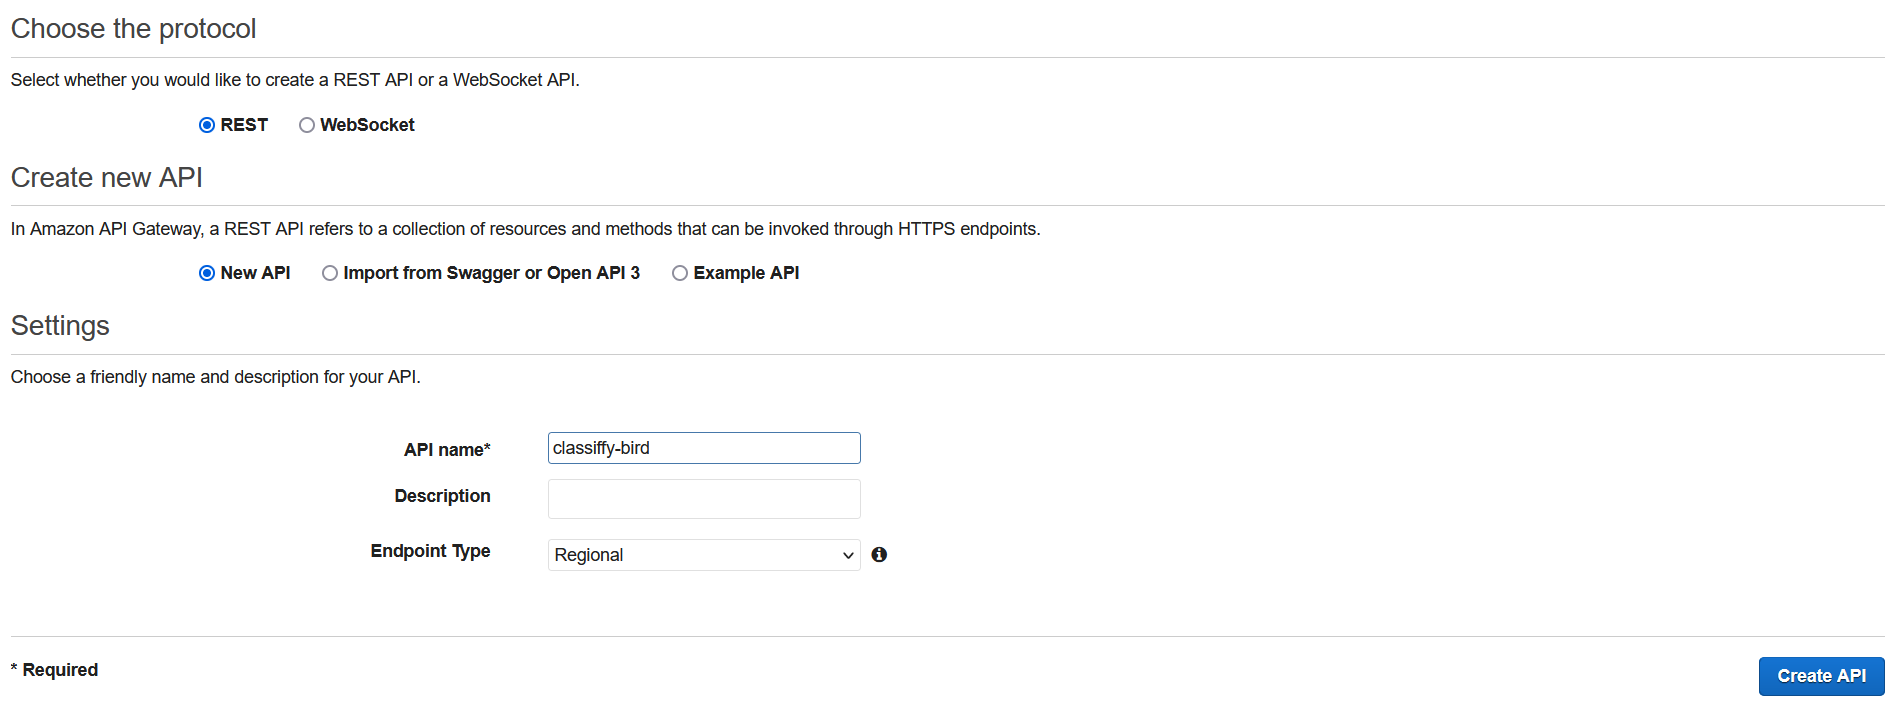 Choose the protocol
Select whether you would like to create a REST API or a WebSocket API.
REST WebSocket
Create new API
In Amazon API Gateway, a REST API refers to a collection of resources and methods that can be invoked through HTTPS endpoints.
New API Import from Swagger or Open API 3 Example API
Settings
Choose a friendly name and description for your API.
API name* classiffy-bird
Description
Endpoint Type Regional
* Required
Create API